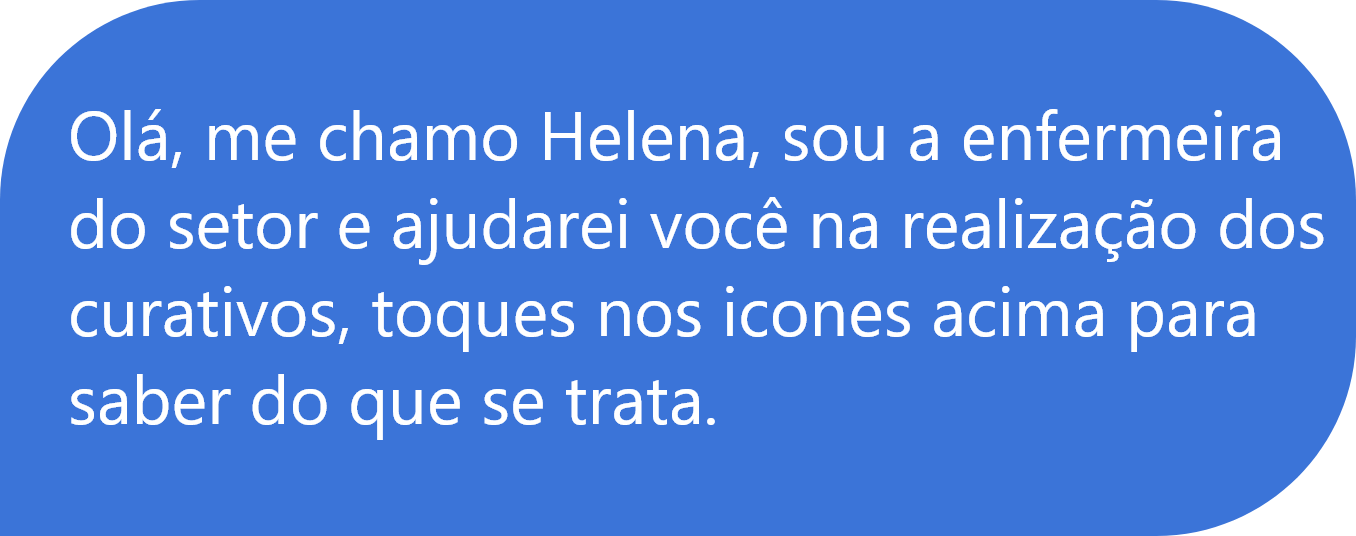 Olá, me chamo Helena, sou a enfermeira
do setor e ajudarei você na realização dos
curativos, toques nos icones acima para
saber do que se trata.